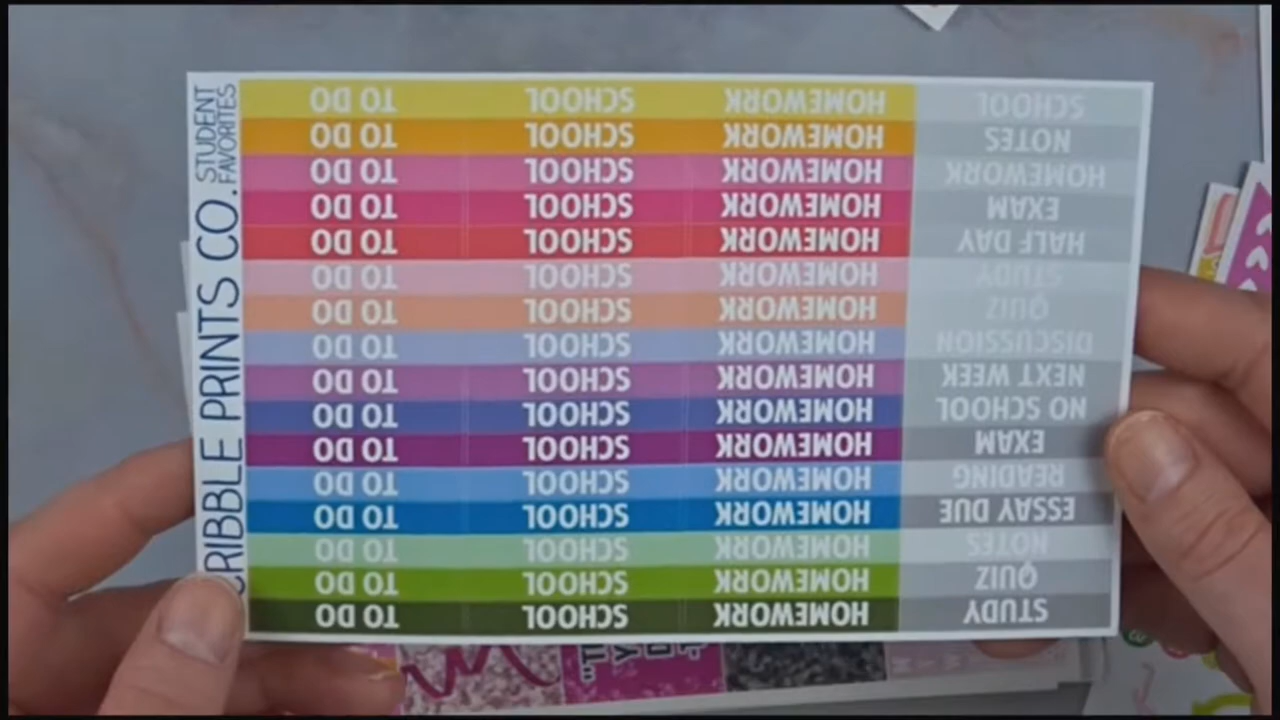 STUDY HOMEWORK SCHOOL TO DO
QUIZ HOMEWORK SCHOOL TO DO
NOTES HOMEWORK SCHOOL TO DO
ESSAY DUE HOMEWORK SCHOOL TO DO
READING HOMEWORK SCHOOL TO DO
EXAM HOMEWORK SCHOOL TO DO
NO SCHOOL HOMEWORK SCHOOL TO DO
NEXT WEEK HOMEWORK SCHOOL TO DO
DISCUSSION HOMEWORK SCHOOL TO DO
QUIZ HOMEWORK SCHOOL TO DO
STUDY HOMEWORK SCHOOL TO DO
HALF DAY HOMEWORK SCHOOL TO DO
EXAM HOMEWORK SCHOOL TO DO
HOMEWORK HOMEWORK SCHOOL TO DO
NOTES HOMEWORK SCHOOL TO DO
SCHOOL HOMEWORK SCHOOL TO DO
CRIBBLE PRINTS CO.
STUDENT
FAVORITES